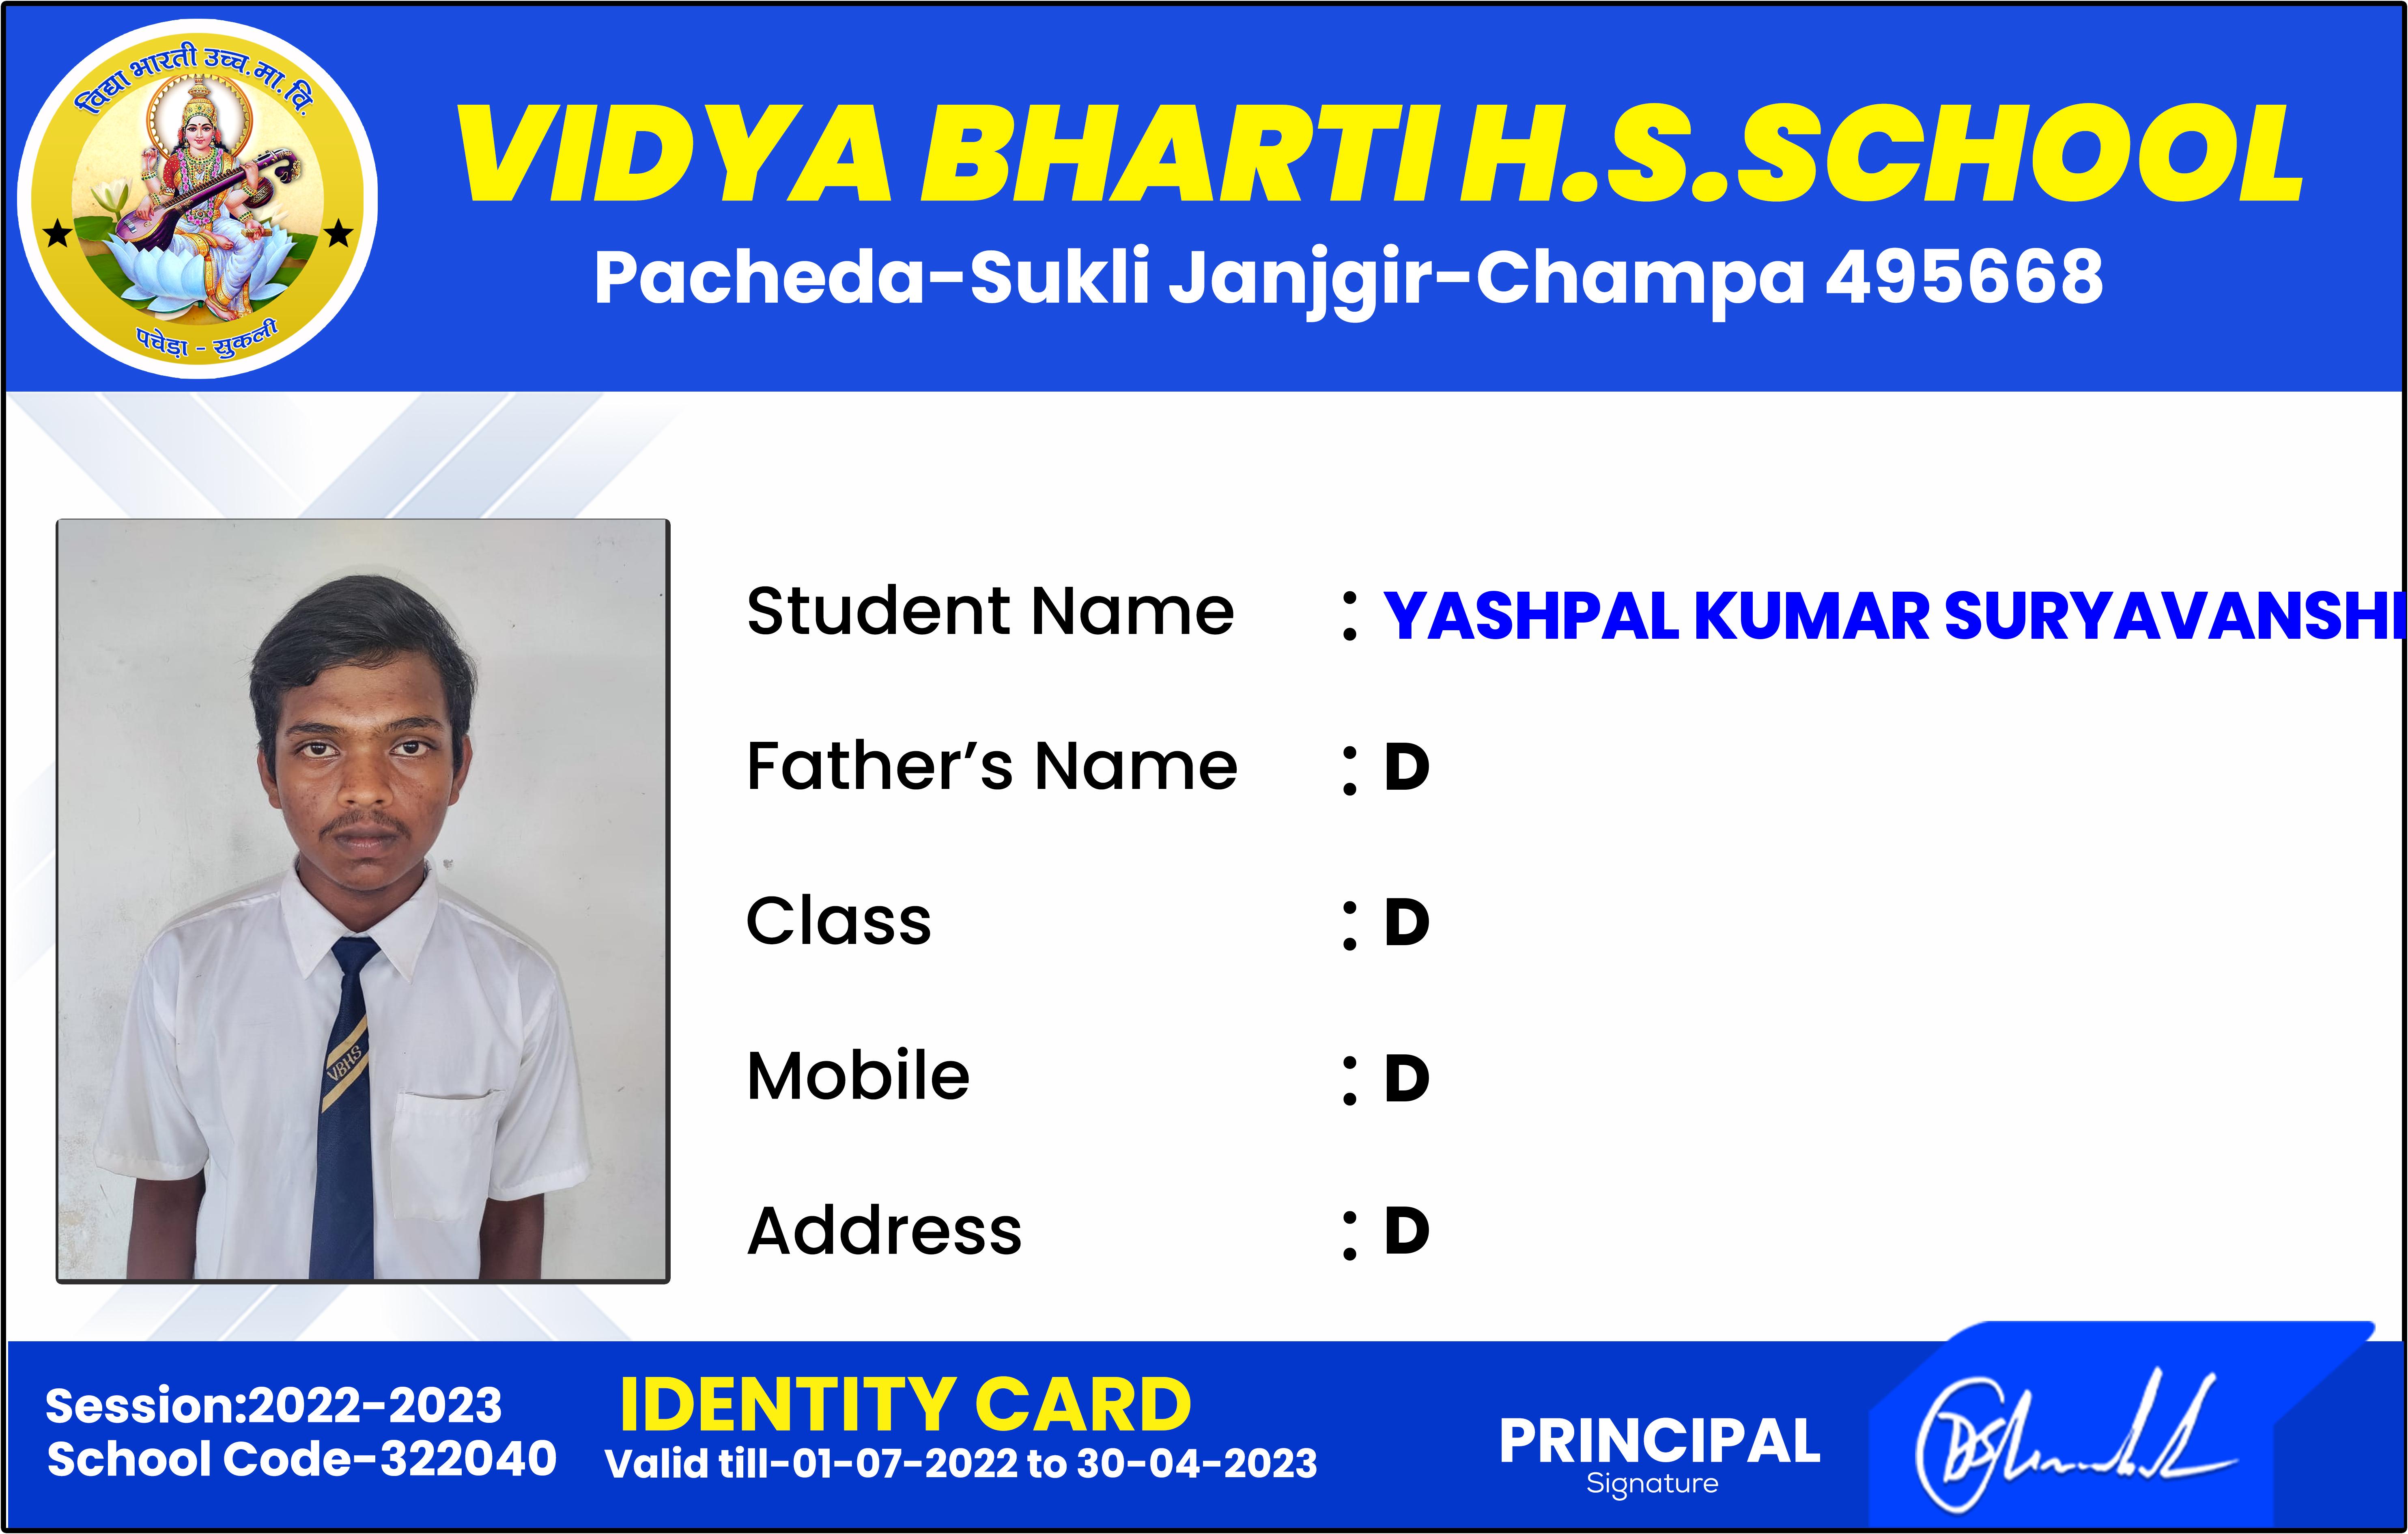 विद्या भारती उच्च.मा.वि.
पचेड़ा - सुकली
VIDYA BHARTI H.S.SCHOOL
Pacheda-Sukli Janjgir-Champa 495668
Student Name : YASHPAL KUMAR SURYAVANSHI
Father’s Name : D
Class : D
Mobile : D
Address : D
VBHS
Session:2022-2023
School Code-322040
IDENTITY CARD
Valid till-01-07-2022 to 30-04-2023
PRINCIPAL
Signature